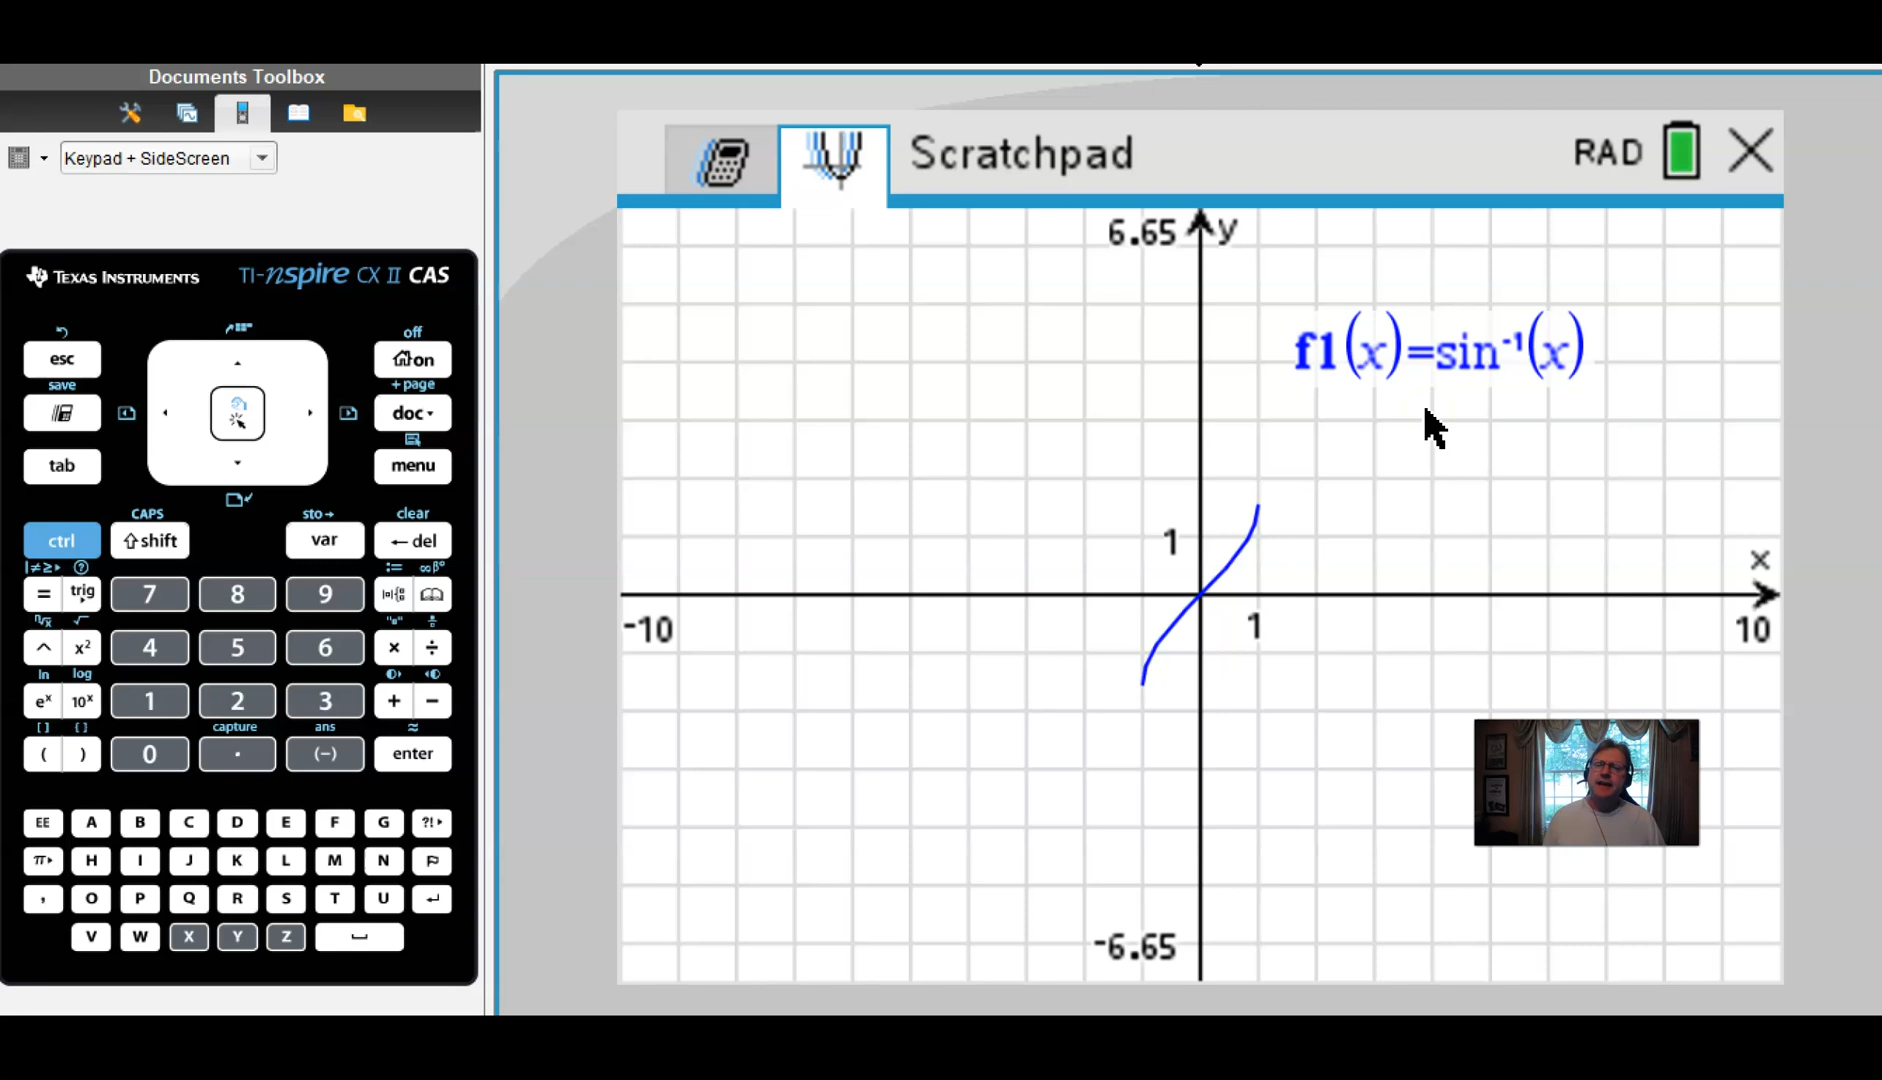 Documents Toolbox
Keypad + SideScreen
TEXAS INSTRUMENTS TI-nspire CX II CAS
off
esc
on
save
+ page
doc
tab
menu
CAPS
sto→
clear
ctrl
⇧shift
var
←del
|≠≥▸
?
:=
∞β°
=
trig
7
8
9
|□|{
ⁿ√x
√
"□"
^
x²
4
5
6
×
÷
ln
log
eˣ
10ˣ
1
2
3
+
−
[ ]
{ }
capture
ans
≈
(
)
0
.
(−)
enter
EE A B C D E F G ?!▸
π▸ H I J K L M N
, O P Q R S T U ↵
V W X Y Z
Scratchpad
RAD
6.65
y
f1(x)=sin⁻¹(x)
1
x
-10
1
10
-6.65